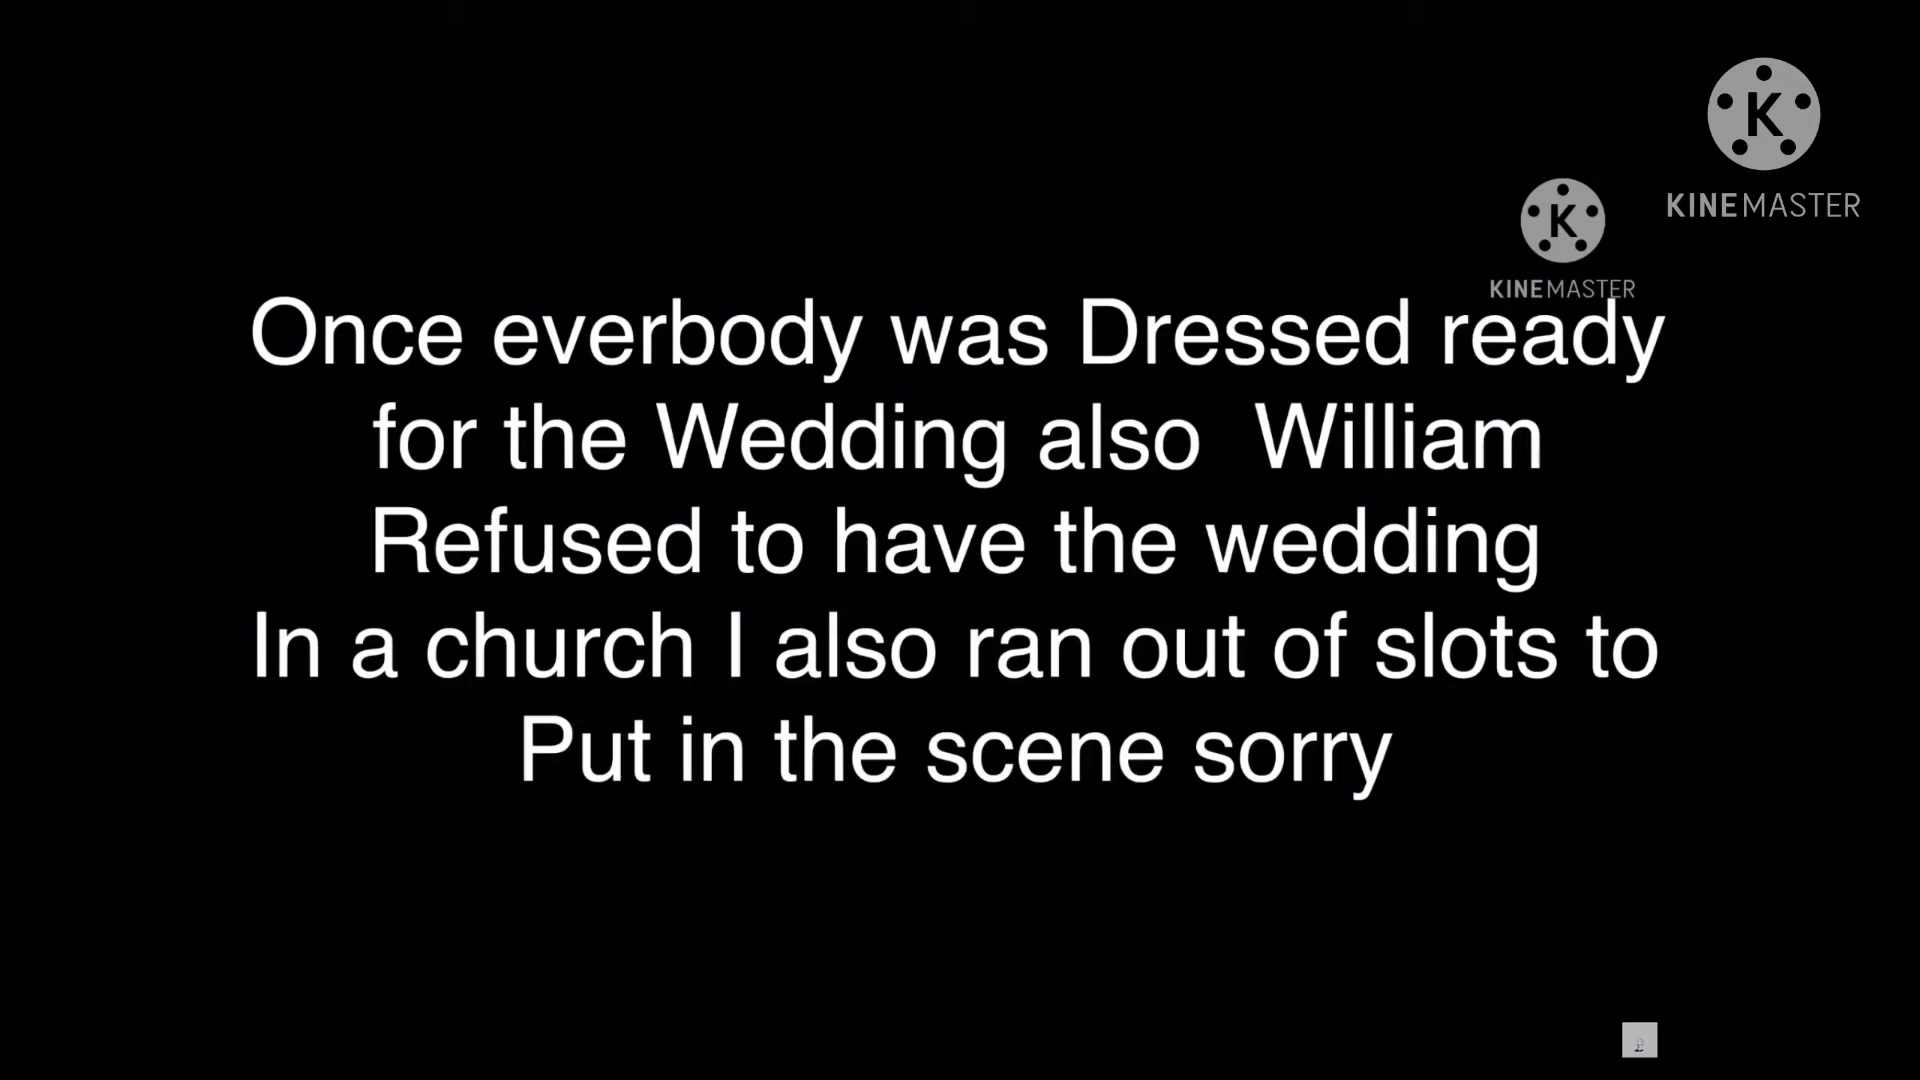 K
KINEMASTER
K
KINEMASTER
Once everbody was Dressed ready
for the Wedding also  William
Refused to have the wedding
In a church I also ran out of slots to
Put in the scene sorry